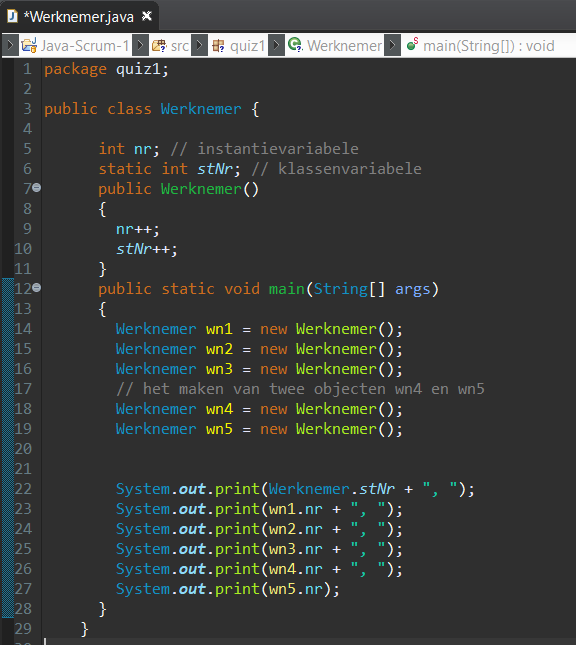 *Werknemer.java
Java-Scrum-1 src quiz1 Werknemer main(String[]) : void
1 package quiz1;
2
3 public class Werknemer {
4
5 int nr; // instantievariabele
6 static int stNr; // klassenvariabele
7 public Werknemer()
8 {
9 nr++;
10 stNr++;
11 }
12 public static void main(String[] args)
13 {
14 Werknemer wn1 = new Werknemer();
15 Werknemer wn2 = new Werknemer();
16 Werknemer wn3 = new Werknemer();
17 // het maken van twee objecten wn4 en wn5
18 Werknemer wn4 = new Werknemer();
19 Werknemer wn5 = new Werknemer();
20
21
22 System.out.print(Werknemer.stNr + ", ");
23 System.out.print(wn1.nr + ", ");
24 System.out.print(wn2.nr + ", ");
25 System.out.print(wn3.nr + ", ");
26 System.out.print(wn4.nr + ", ");
27 System.out.print(wn5.nr);
28 }
29 }